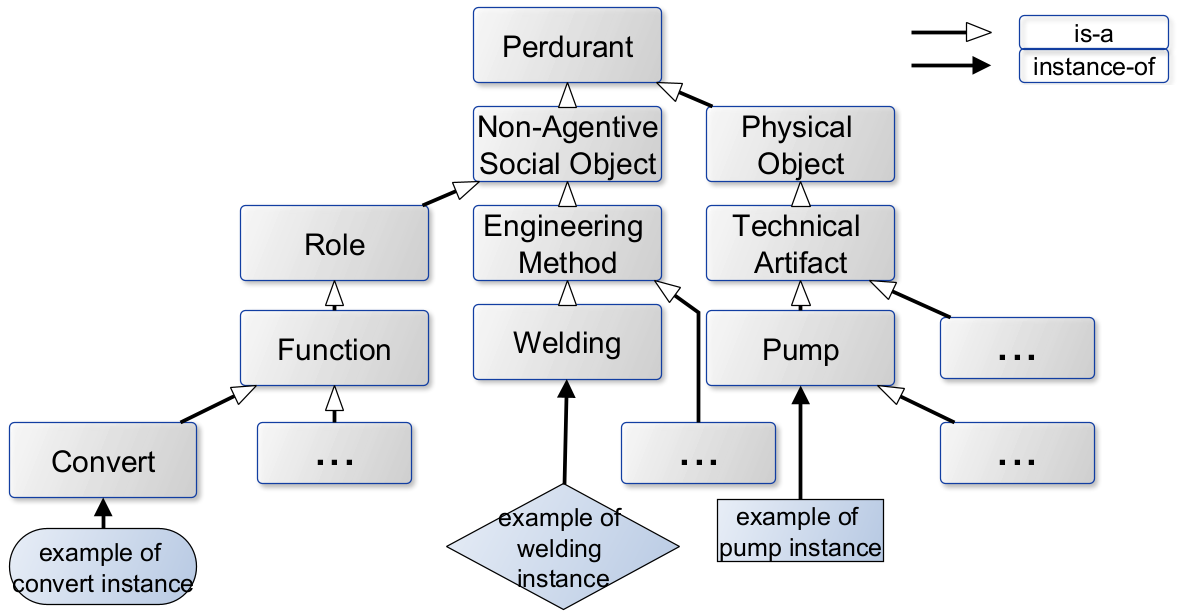 Perdurant
is-a
instance-of
Non-Agentive
Social Object
Physical
Object
Role
Engineering
Method
Technical
Artifact
Function
Welding
Pump
...
Convert
...
...
...
example of
convert instance
example of
welding
instance
example of
pump instance